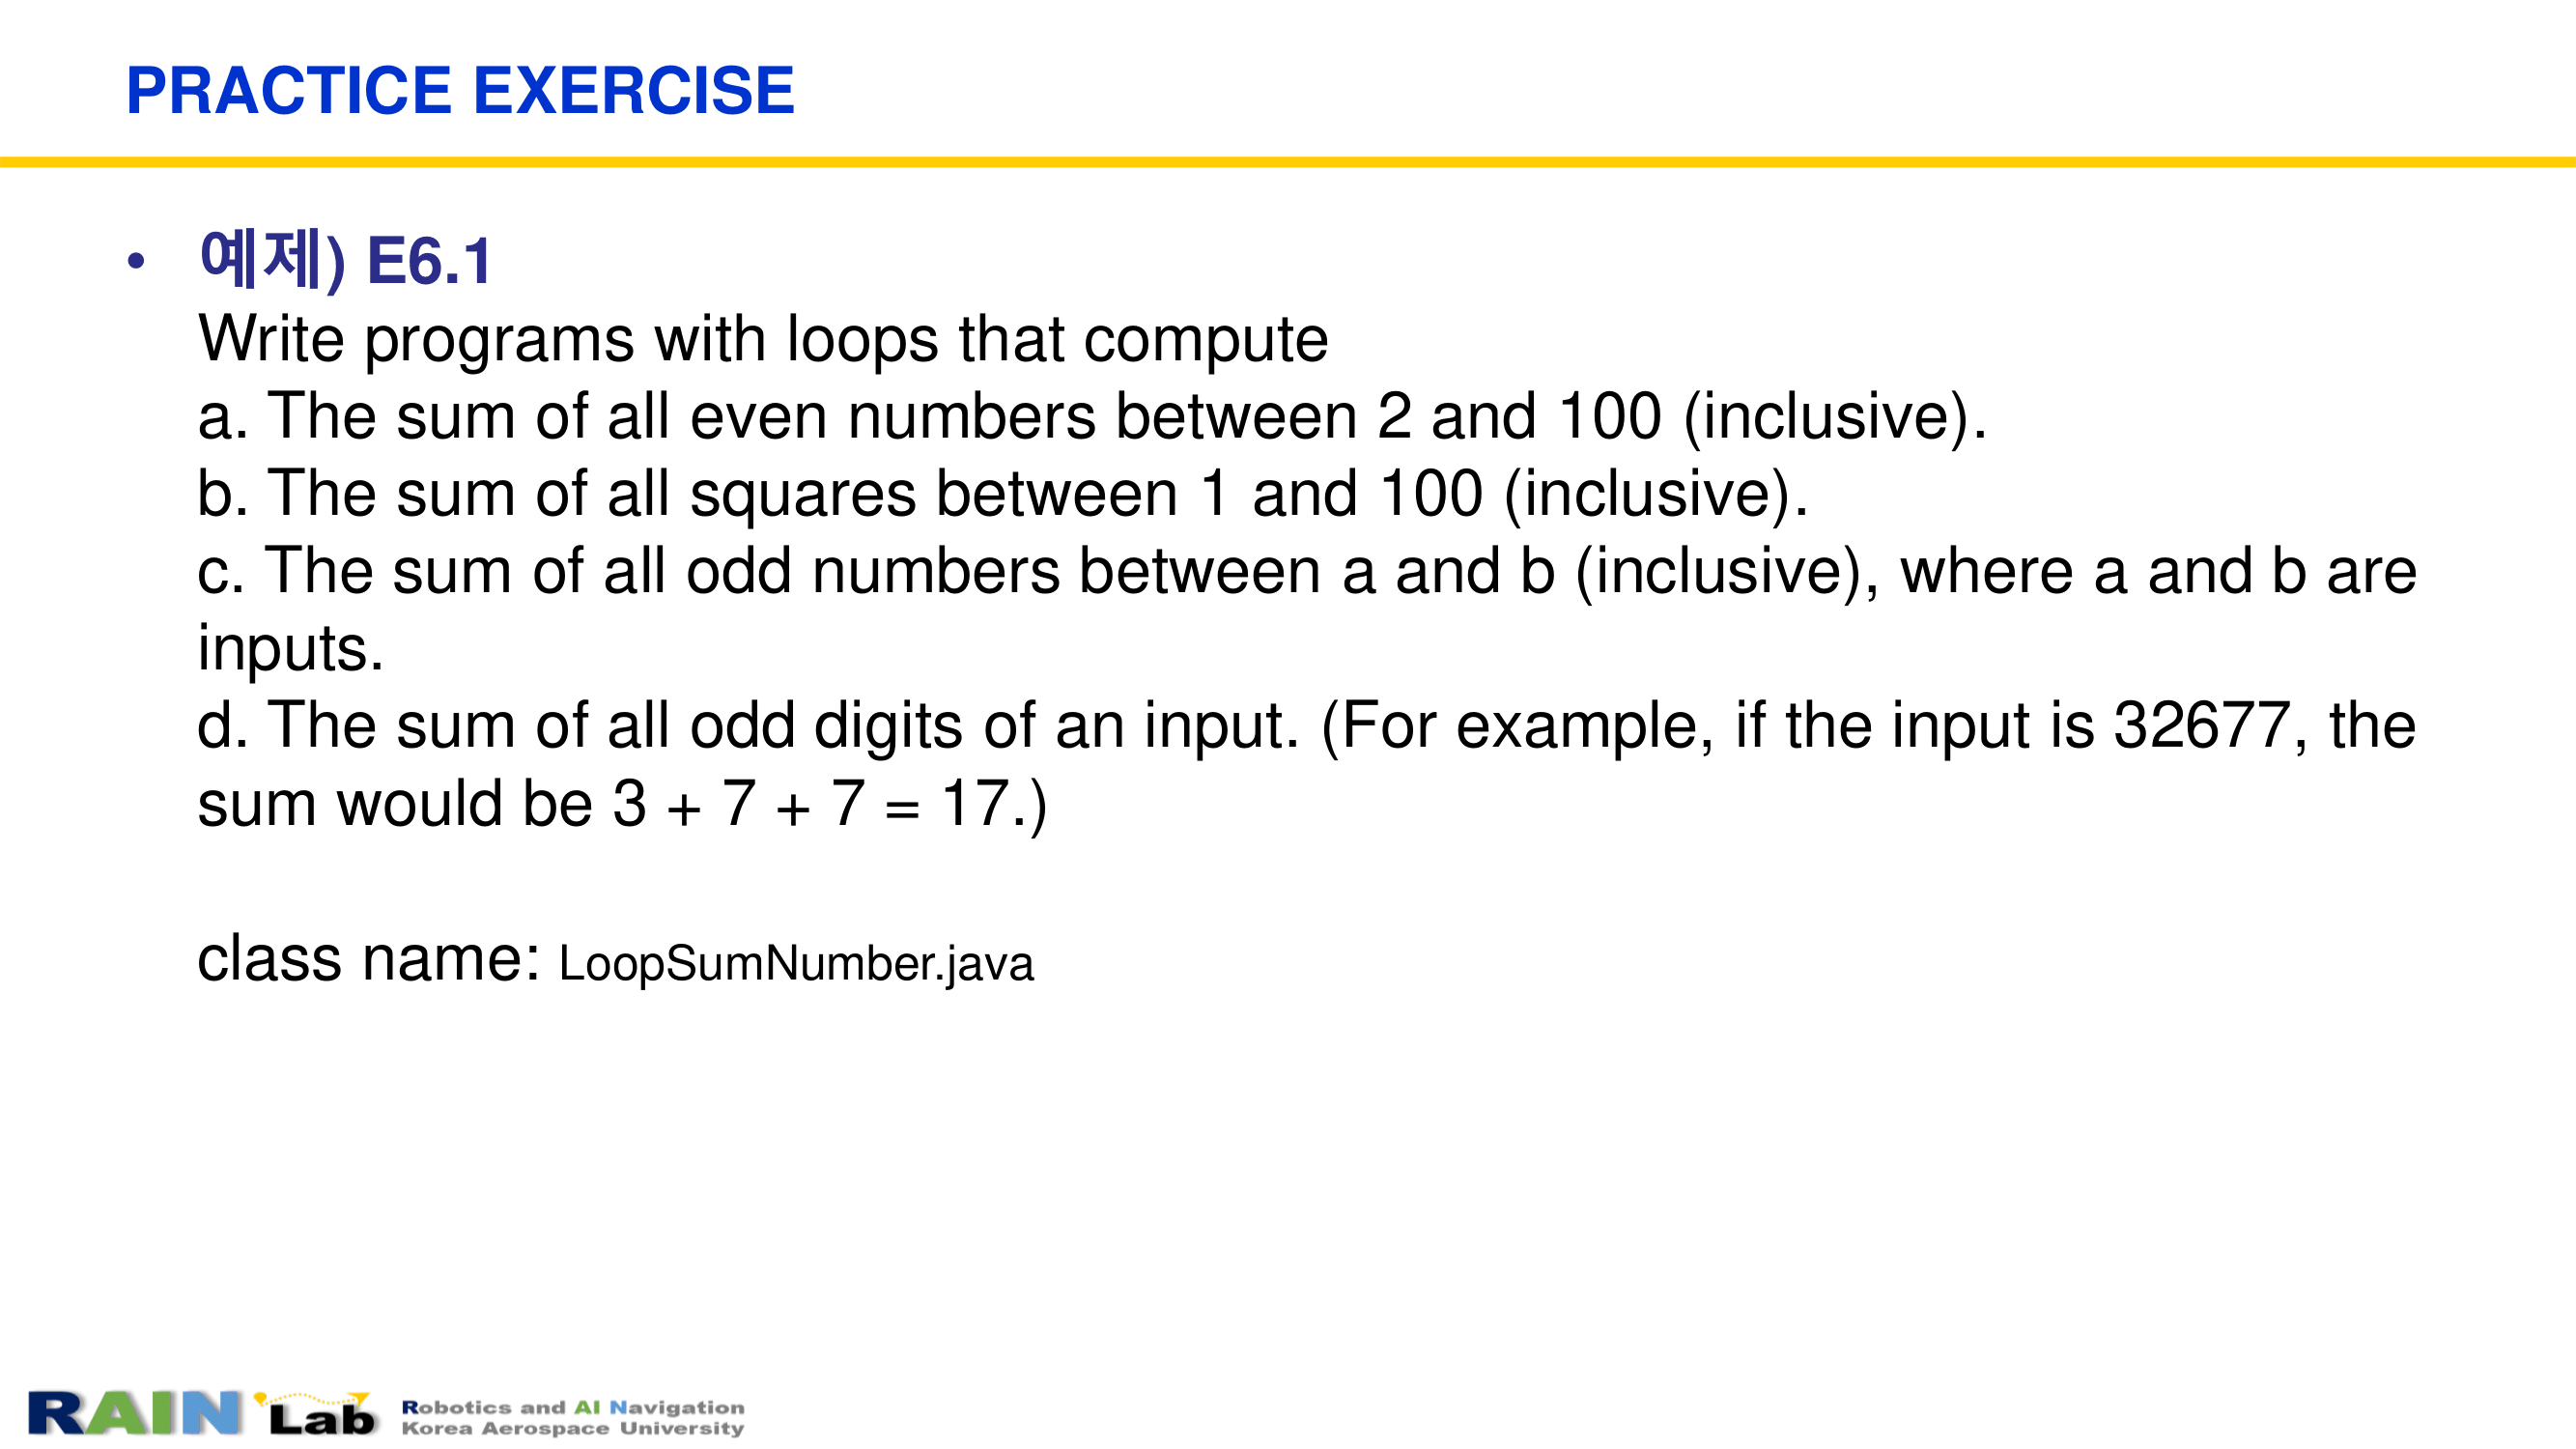 PRACTICE EXERCISE
• 예제) E6.1
Write programs with loops that compute
a. The sum of all even numbers between 2 and 100 (inclusive).
b. The sum of all squares between 1 and 100 (inclusive).
c. The sum of all odd numbers between a and b (inclusive), where a and b are
inputs.
d. The sum of all odd digits of an input. (For example, if the input is 32677, the
sum would be 3 + 7 + 7 = 17.)
class name: LoopSumNumber.java
RAIN Lab
Robotics and AI Navigation
Korea Aerospace University